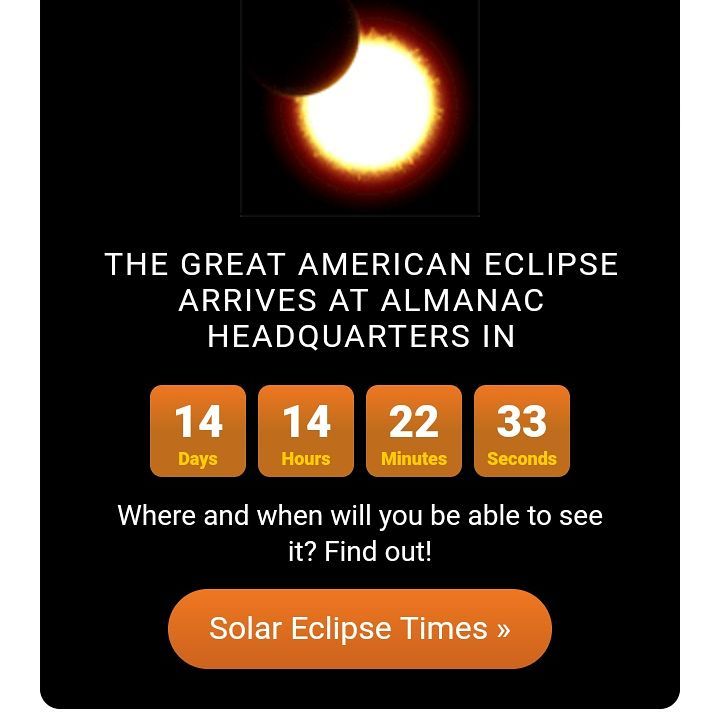 THE GREAT AMERICAN ECLIPSE
ARRIVES AT ALMANAC
HEADQUARTERS IN
14 14 22 33
Days Hours Minutes Seconds
Where and when will you be able to see
it? Find out!
Solar Eclipse Times »